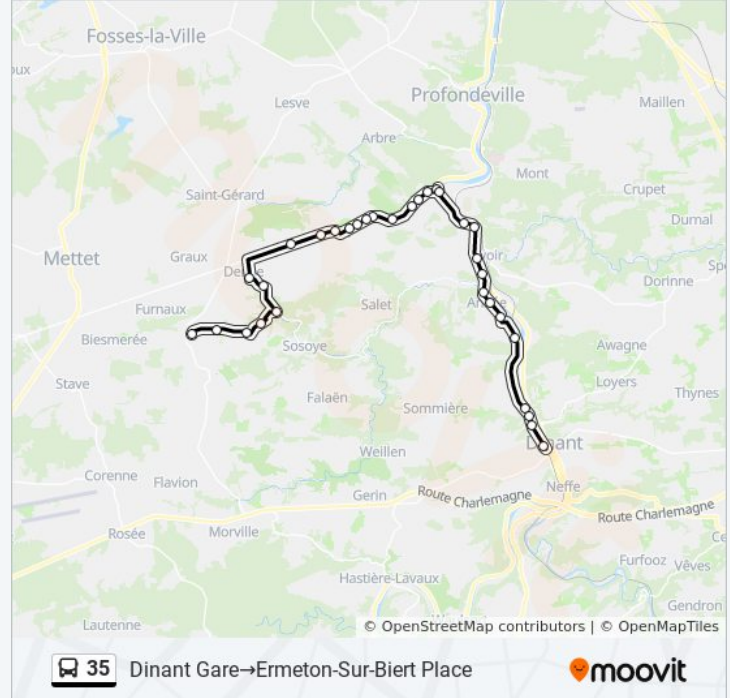 Fosses-la-Ville
Profondeville
Lesve
Maillen
Arbre
Mont
Saint-Gérard
Crupet
Durnal
Mettet
Graux
Dorinne
Salet
Furnaux
Biesmerée
Sosoye
Awagne
Stave
Falaën
Loyers
Thynes
Sommière
Dinant
Weillen
Corenne
Flavion
Gerin
Route Charlemagne
Neffe
Route Charlemagne
Rosée
Morville
Furfooz
Vêves
Hastière-Lavaux
Gendron
Lautenne
© OpenStreetMap contributors | © OpenMapTiles
35 Dinant Gare→Ermeton-Sur-Biert Place
moovit